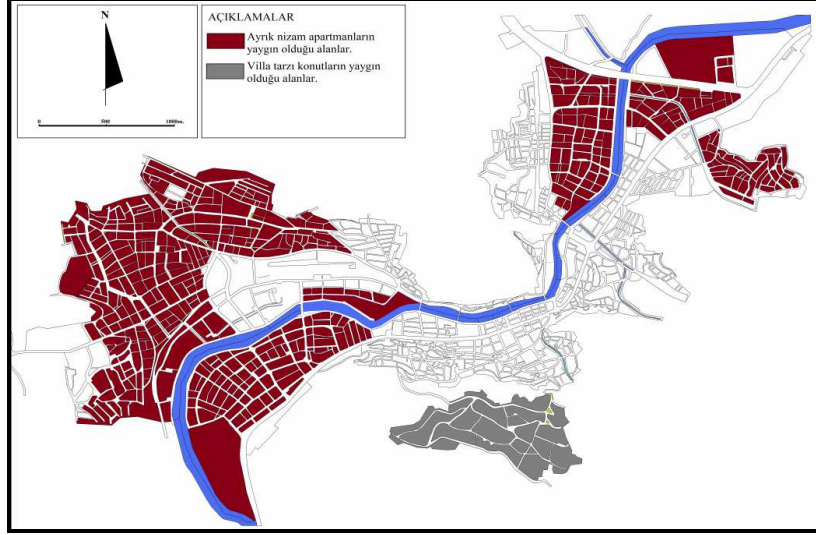 N
0 500 1000m.
AÇIKLAMALAR
Ayrık nizam apartmanların
yaygın olduğu alanlar.
Villa tarzı konutların yaygın
olduğu alanlar.